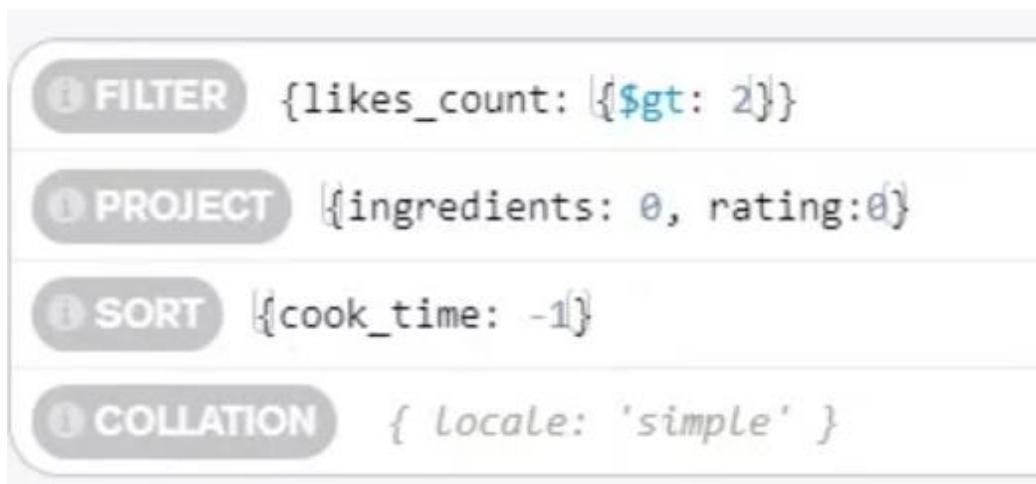 FILTER {likes_count: {$gt: 2}}
PROJECT {ingredients: 0, rating:0}
SORT {cook_time: -1}
COLLATION { locale: 'simple' }